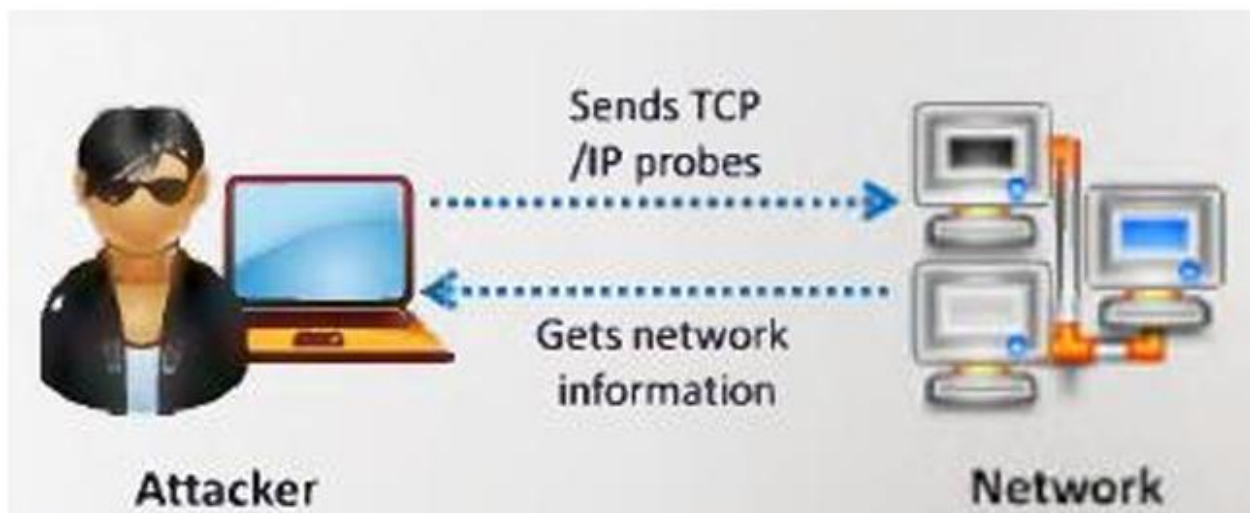 Sends TCP
/IP probes
Gets network
information
Attacker
Network